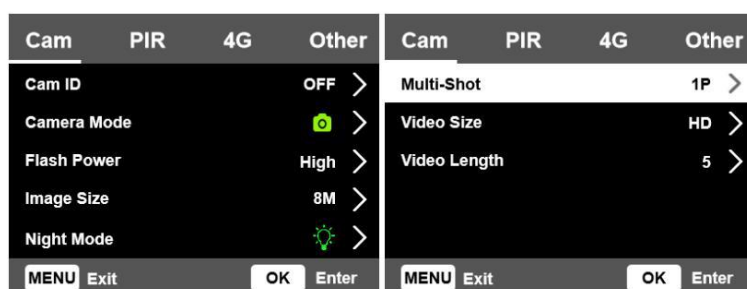 Cam PIR 4G Other
Cam ID OFF
Camera Mode
Flash Power High
Image Size 8M
Night Mode
MENU Exit OK Enter
Cam PIR 4G Other
Multi-Shot 1P
Video Size HD
Video Length 5
MENU Exit OK Enter